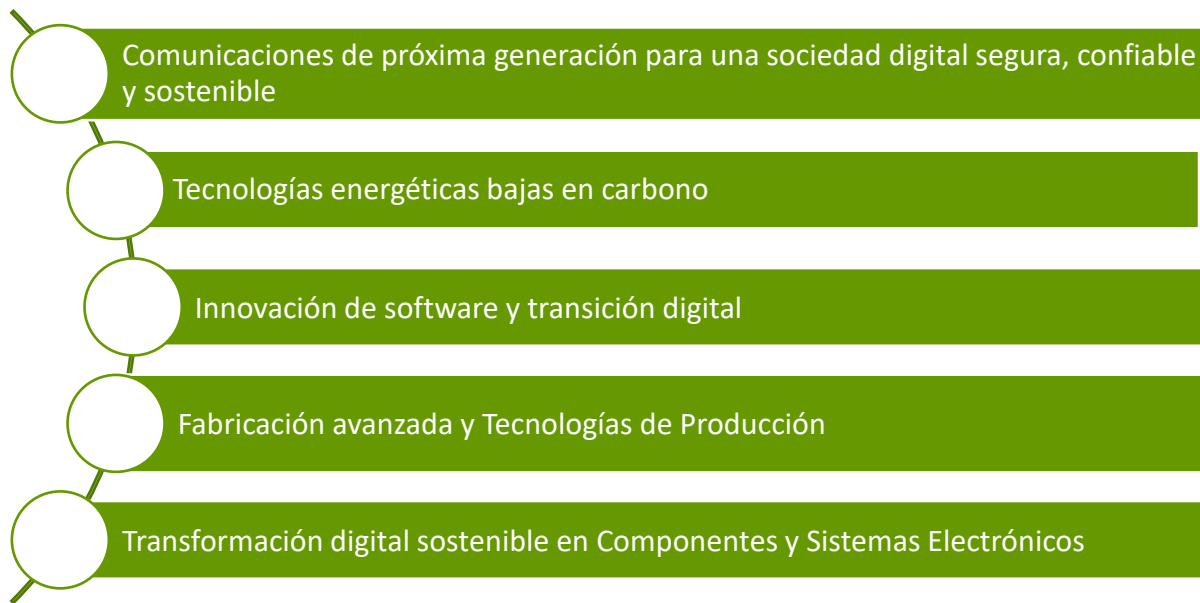 Comunicaciones de próxima generación para una sociedad digital segura, confiable
y sostenible
Tecnologías energéticas bajas en carbono
Innovación de software y transición digital
Fabricación avanzada y Tecnologías de Producción
Transformación digital sostenible en Componentes y Sistemas Electrónicos